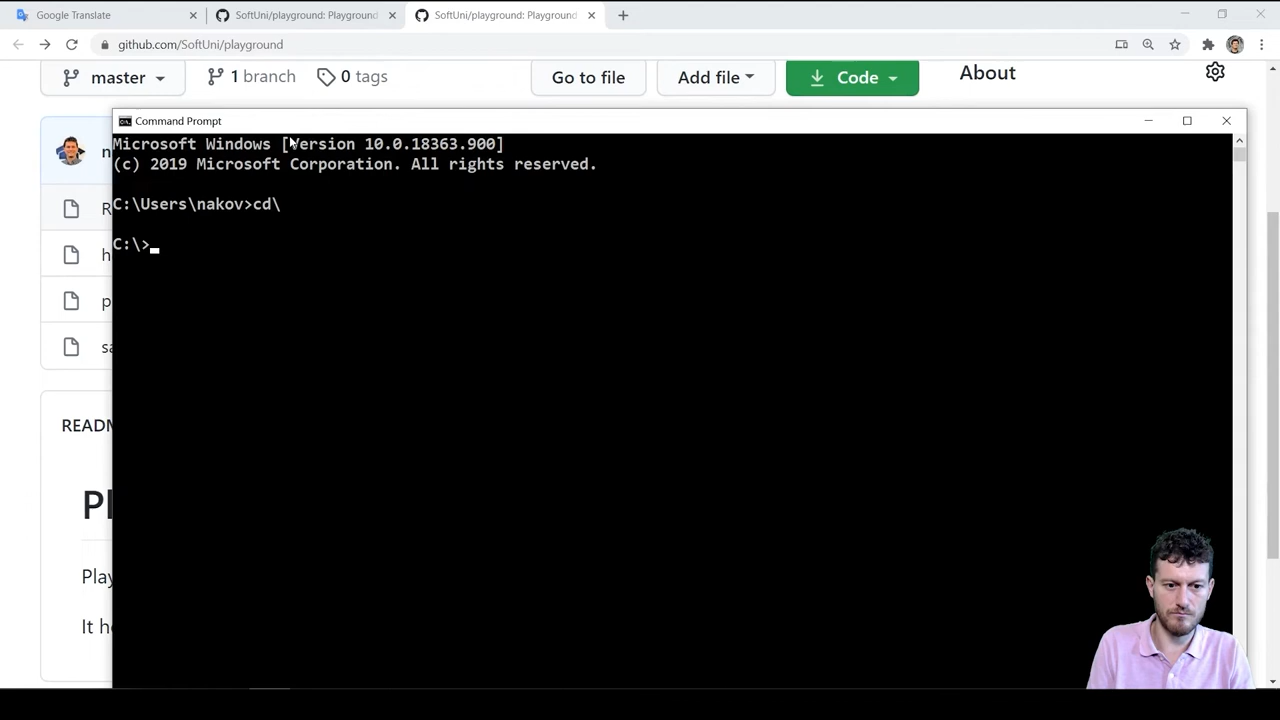 Google Translate
SoftUni/playground: Playground
SoftUni/playground: Playground
github.com/SoftUni/playground
master
1 branch
0 tags
Go to file
Add file
Code
About
Command Prompt
Microsoft Windows [Version 10.0.18363.900]
(c) 2019 Microsoft Corporation. All rights reserved.
C:\Users\nakov>cd\
C:\>
n
R
h
p
sa
READM
Pl
Play
It he